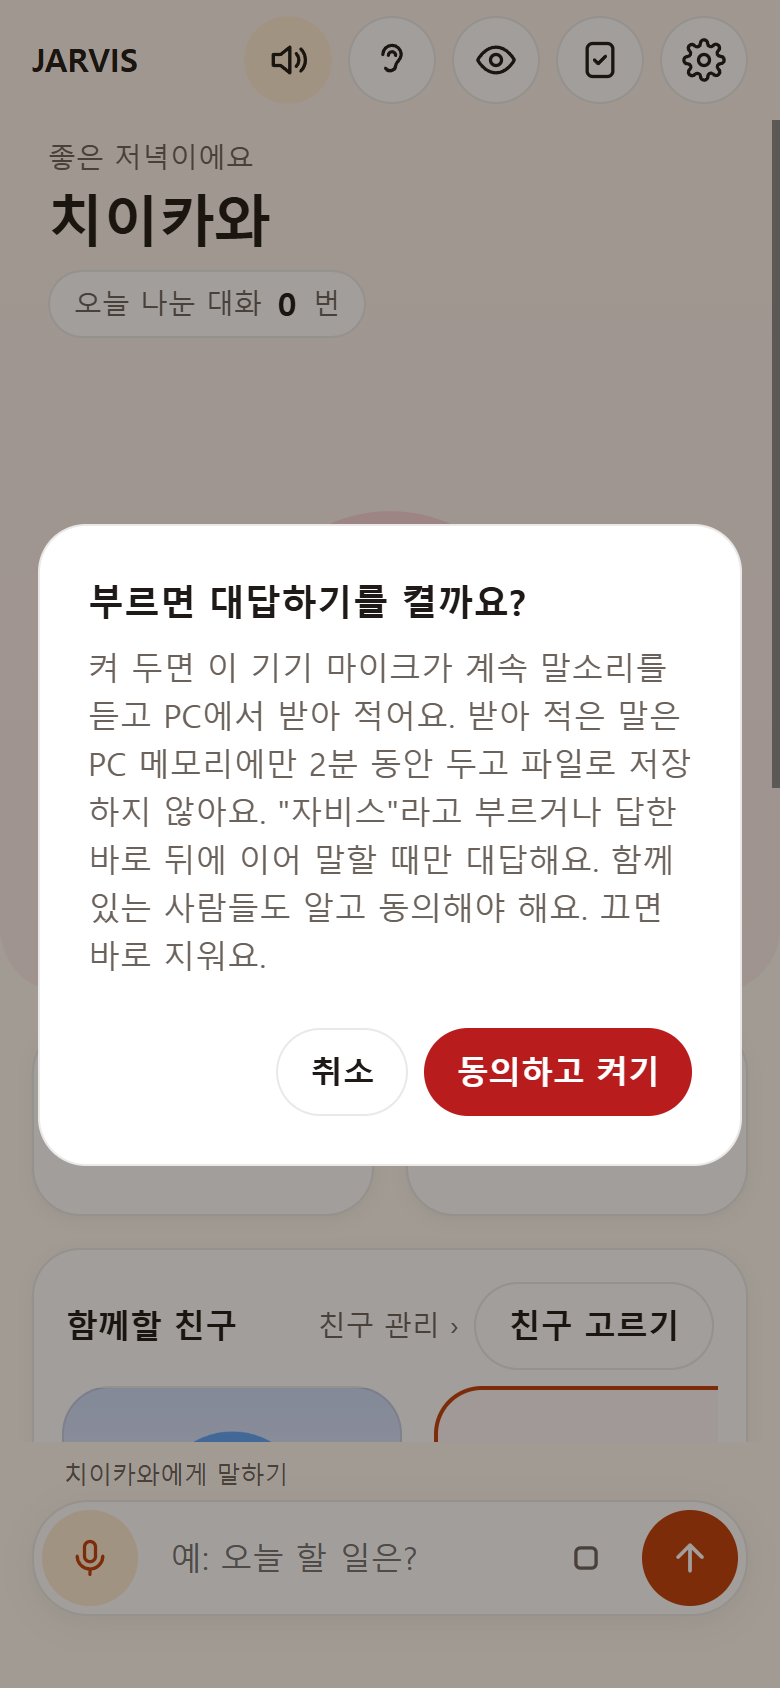 JARVIS
좋은 저녁이에요
치이카와
오늘 나눈 대화 0 번
부르면 대답하기를 켤까요?
켜 두면 이 기기 마이크가 계속 말소리를
듣고 PC에서 받아 적어요. 받아 적은 말은
PC 메모리에만 2분 동안 두고 파일로 저장
하지 않아요. "자비스"라고 부르거나 답한
바로 뒤에 이어 말할 때만 대답해요. 함께
있는 사람들도 알고 동의해야 해요. 끄면
바로 지워요.
취소
동의하고 켜기
함께할 친구
친구 관리 ›
친구 고르기
치이카와에게 말하기
예: 오늘 할 일은?